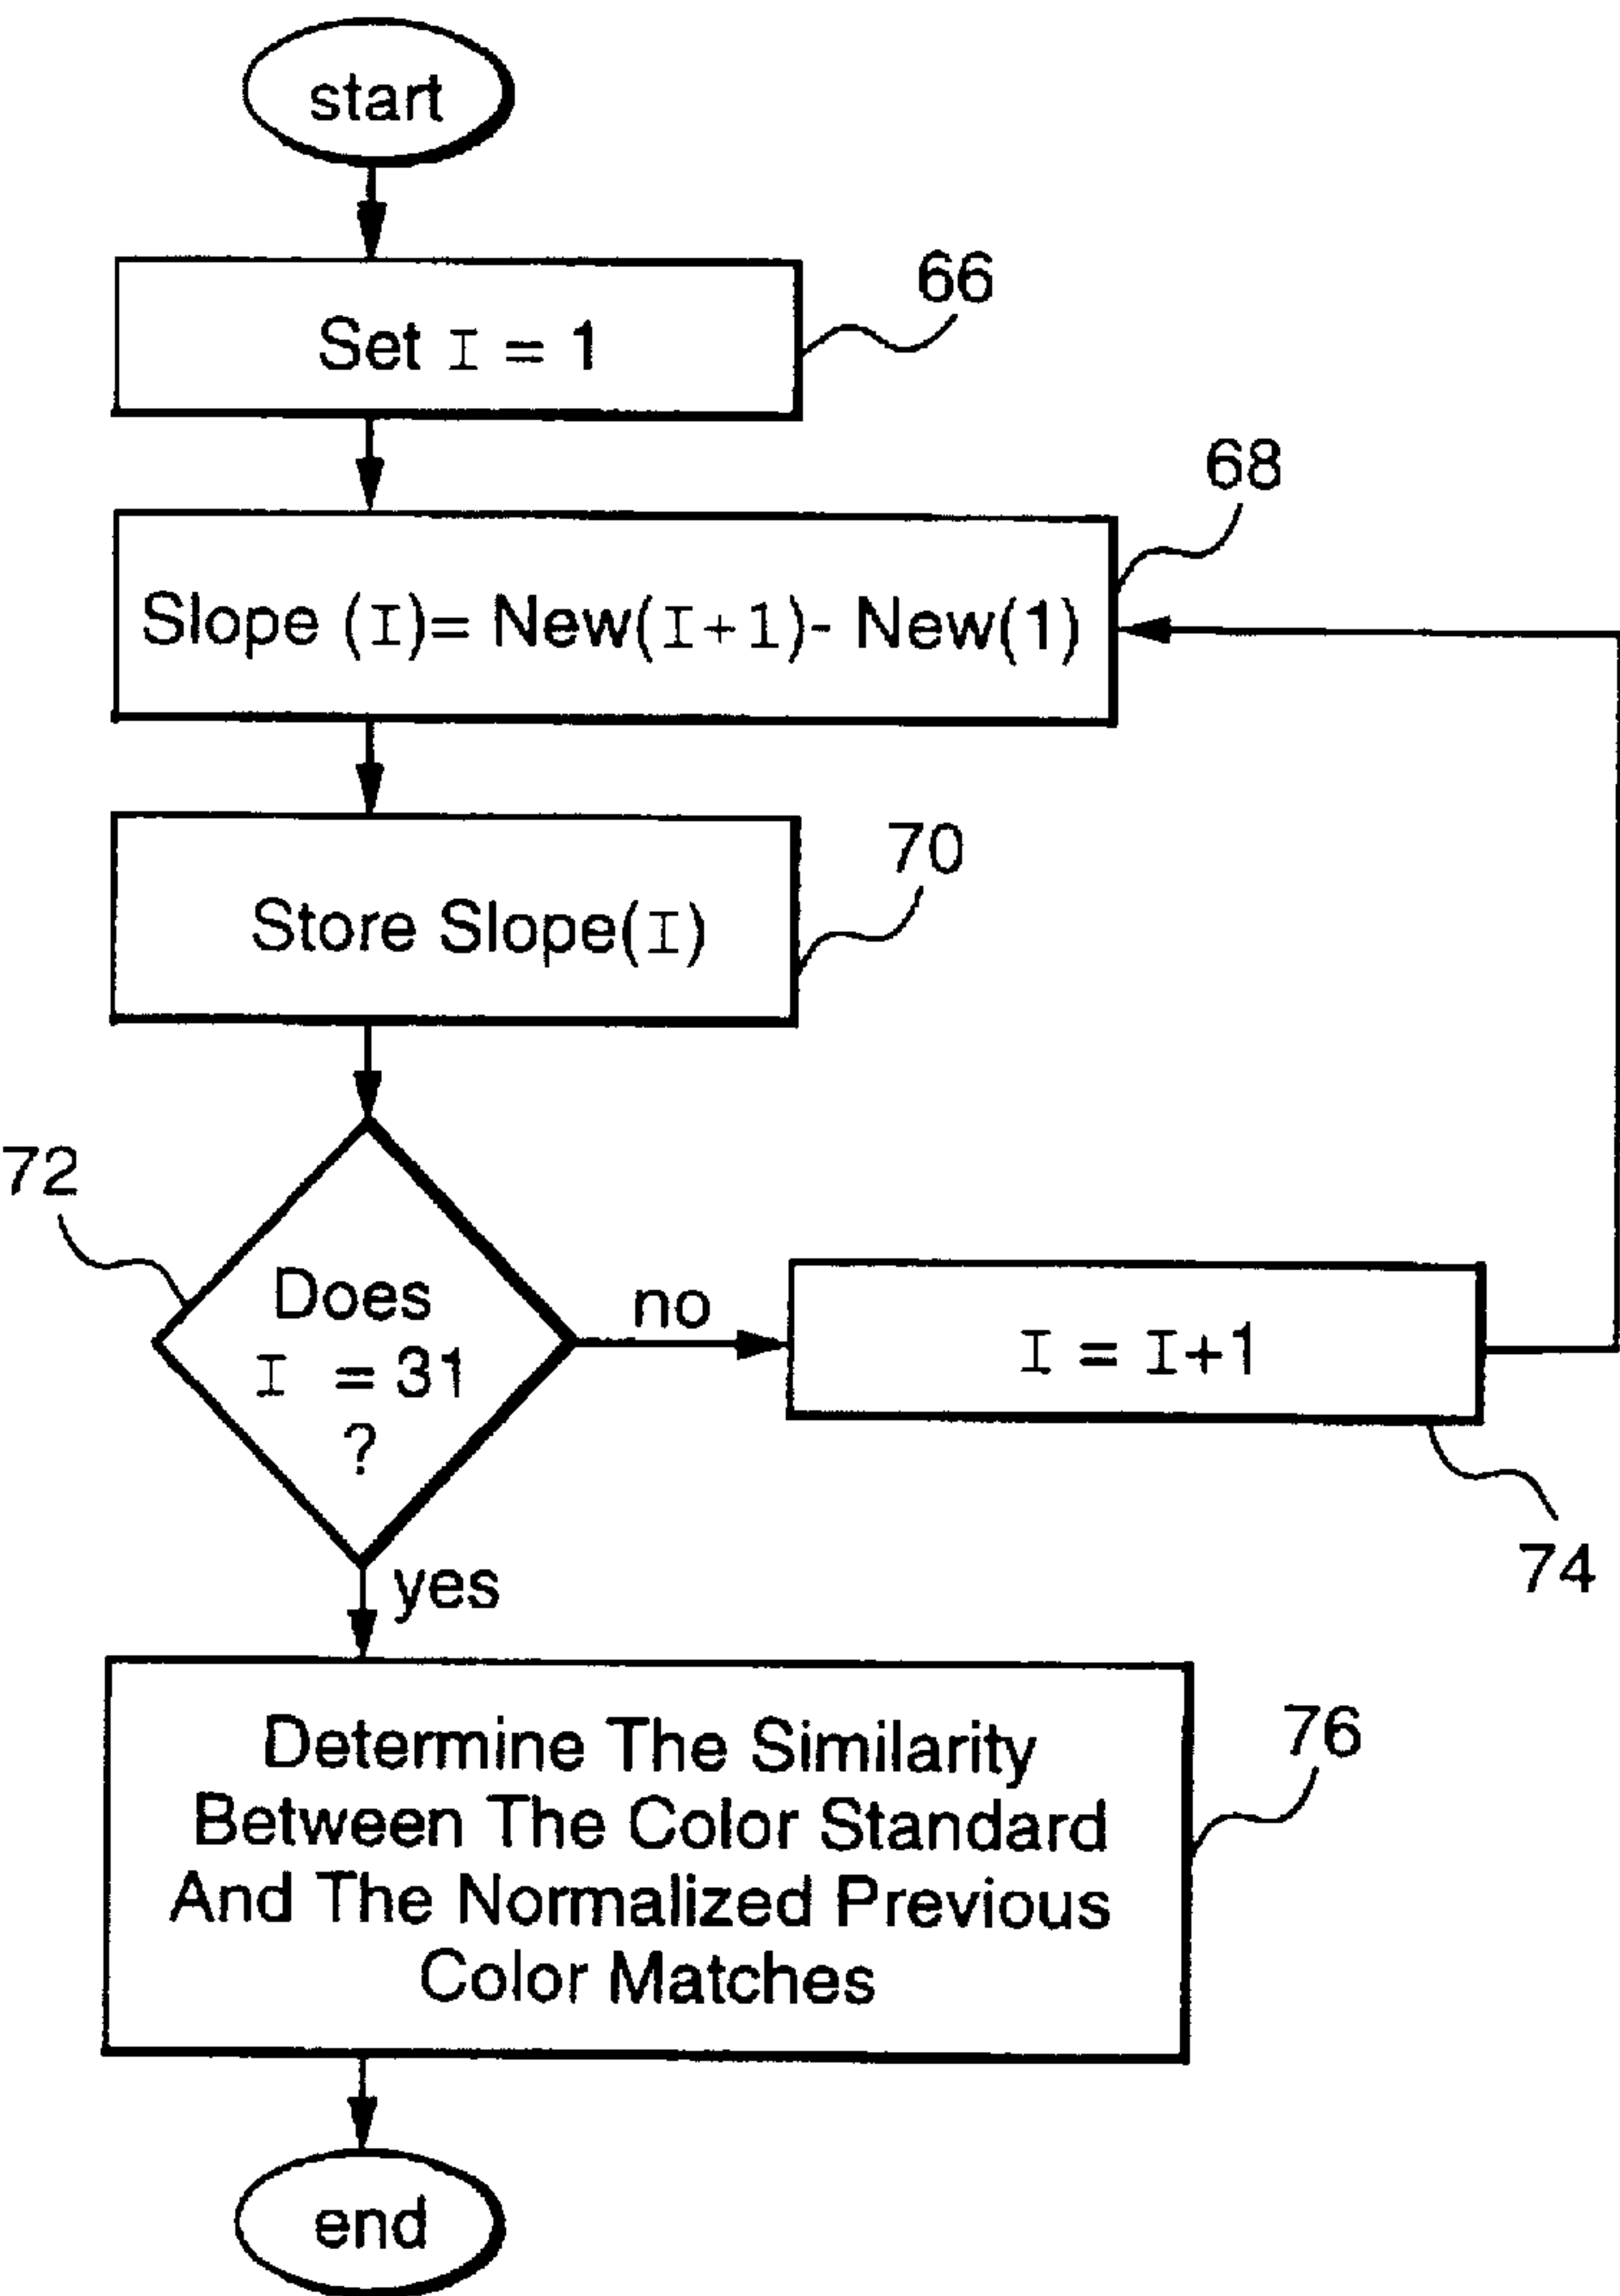 start
Set I = 1
66
68
Slope (I)= New(I+1)- New(1)
70
Store Slope(I)
72
Does
I = 31
?
no
I = I+1
74
yes
Determine The Similarity
Between The Color Standard
And The Normalized Previous
Color Matches
76
end